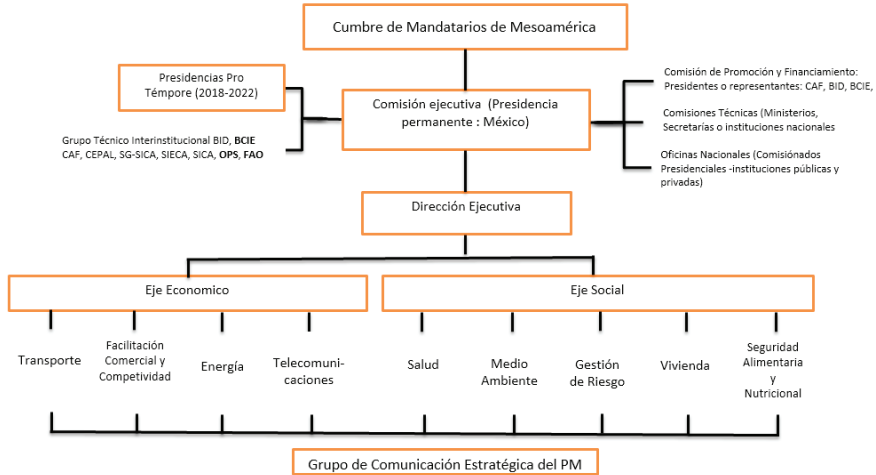 Cumbre de Mandatarios de Mesoamérica
Presidencias Pro
Témpore (2018-2022)
Comisión ejecutiva (Presidencia
permanente : México)
Comisión de Promoción y Financiamiento:
Presidentes o representantes: CAF, BID, BCIE,
Comisiones Técnicas (Ministerios,
Secretarías o instituciones nacionales
Oficinas Nacionales (Comisiónados
Presidenciales -instituciones públicas y
privadas)
Grupo Técnico Interinstitucional BID, BCIE
CAF, CEPAL, SG-SICA, SIECA, SICA, OPS, FAO
Dirección Ejecutiva
Eje Economico
Eje Social
Transporte
Facilitación
Comercial y
Competividad
Energía
Telecomuni-
caciones
Salud
Medio
Ambiente
Gestión
de Riesgo
Vivienda
Seguridad
Alimentaria
y
Nutricional
Grupo de Comunicación Estratégica del PM